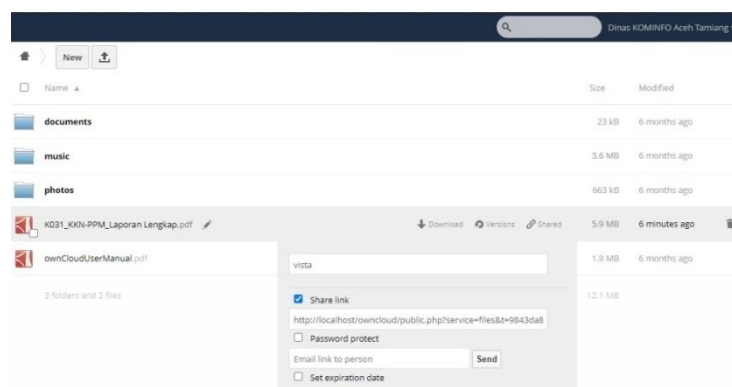 Dinas KOMINFO Aceh Tamiang
New
Name Size Modified
documents 23 kB 6 months ago
music 3.6 MB 6 months ago
photos 663 kB 6 months ago
K031_KKN-PPM_Laporan Lengkap.pdf Download Versions Shared 5.9 MB 6 minutes ago
ownCloudUserManual.pdf 1.9 MB 6 months ago
vista
3 folders and 2 files 12.1 MB
Share link
http://localhost/owncloud/public.php?service=files&t=9843da8
Password protect
Email link to person Send
Set expiration date